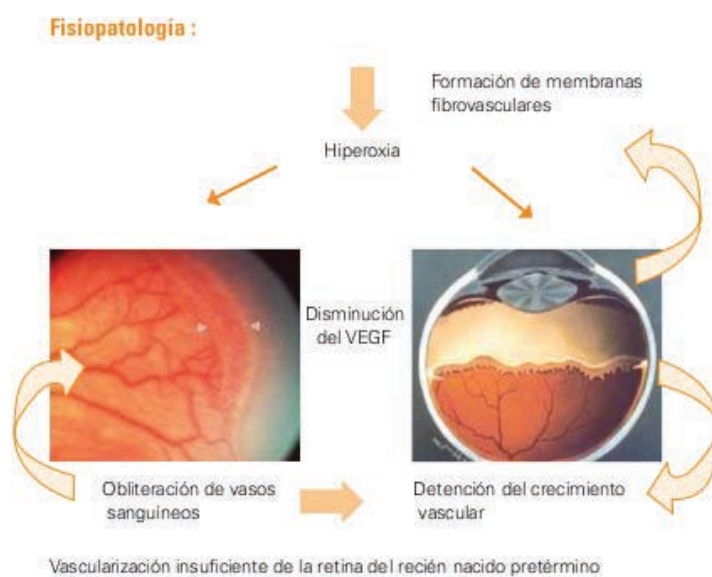 Fisiopatología :
Formación de membranas
fibrovasculares
Hiperoxia
Disminución
del VEGF
Obliteración de vasos
sanguíneos
Detención del crecimiento
vascular
Vascularización insuficiente de la retina del recién nacido pretérmino